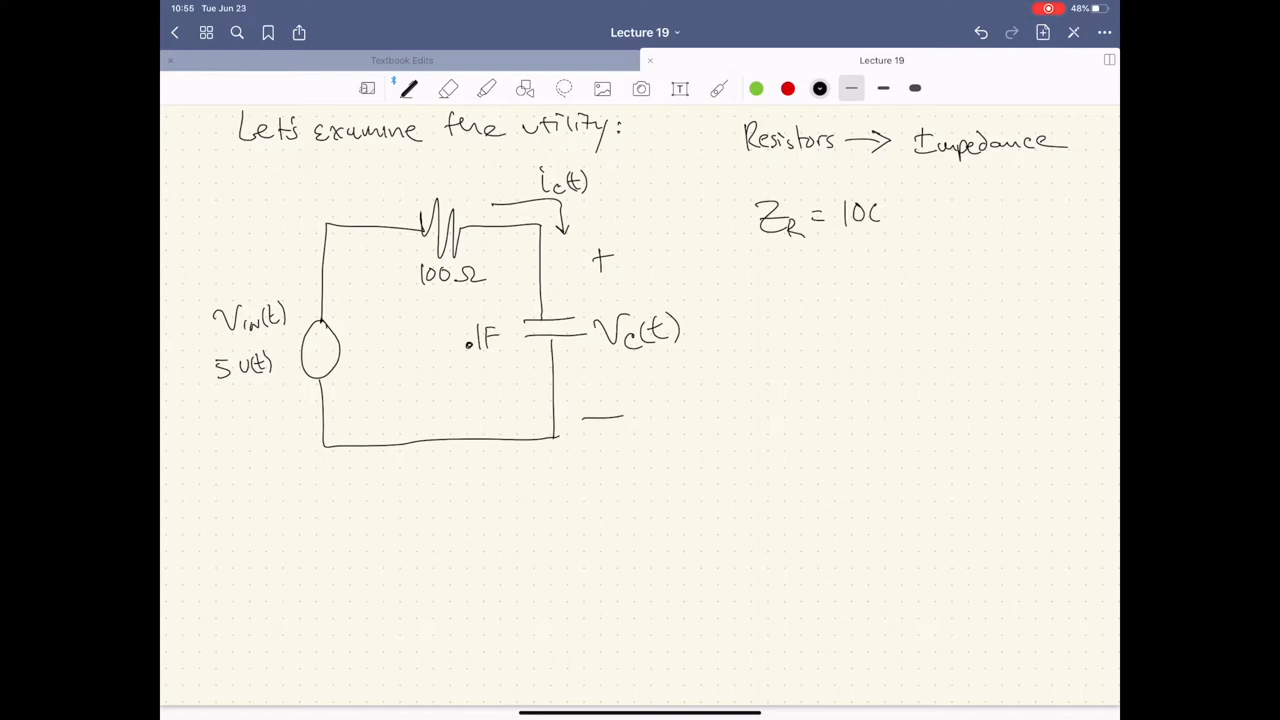 10:55 Tue Jun 23
48%
Lecture 19
Textbook Edits
Lecture 19
Let's examine the utility:
Resistors → Impedance
ic(t)
Z_R = 10
100Ω
+
Vin(t)
5 u(t)
.1F
Vc(t)
—